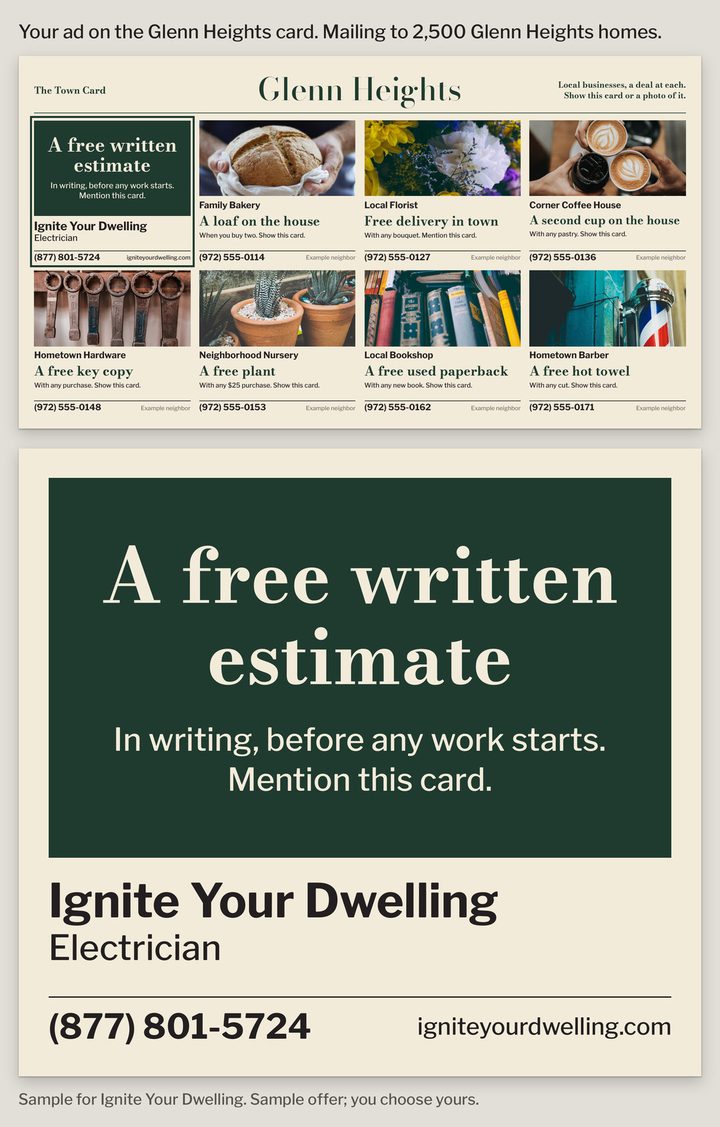 Your ad on the Glenn Heights card. Mailing to 2,500 Glenn Heights homes.
The Town Card
Glenn Heights
Local businesses, a deal at each.
Show this card or a photo of it.
A free written
estimate
In writing, before any work starts.
Mention this card.
Ignite Your Dwelling
Electrician
(877) 801-5724
igniteyourdwelling.com
Family Bakery
A loaf on the house
When you buy two. Show this card.
(972) 555-0114
Example neighbor
Local Florist
Free delivery in town
With any bouquet. Mention this card.
(972) 555-0127
Example neighbor
Corner Coffee House
A second cup on the house
With any pastry. Show this card.
(972) 555-0136
Example neighbor
Hometown Hardware
A free key copy
With any purchase. Show this card.
(972) 555-0148
Example neighbor
Neighborhood Nursery
A free plant
With any $25 purchase. Show this card.
(972) 555-0153
Example neighbor
Local Bookshop
A free used paperback
With any new book. Show this card.
(972) 555-0162
Example neighbor
Hometown Barber
A free hot towel
With any cut. Show this card.
(972) 555-0171
Example neighbor
A free written
estimate
In writing, before any work starts.
Mention this card.
Ignite Your Dwelling
Electrician
(877) 801-5724
igniteyourdwelling.com
Sample for Ignite Your Dwelling. Sample offer; you choose yours.